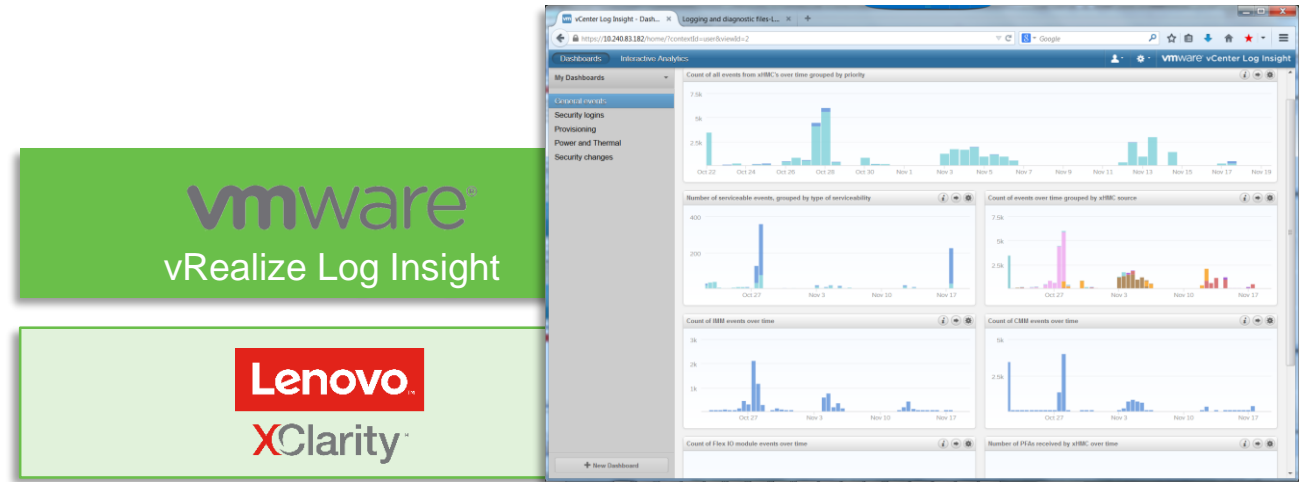 vmware®
vRealize Log Insight
Lenovo™
XClarity™
vCenter Log Insight - Dash...
Logging and diagnostic files-L...
https://10.240.83.182/home/?contextId=user&viewId=2
Google
Dashboards
Interactive Analytics
vmware vCenter Log Insight
My Dashboards
General events
Security logins
Provisioning
Power and Thermal
Security changes
+ New Dashboard
Count of all events from xHMC's over time grouped by priority
7.5k
5k
2.5k
Oct 22 Oct 24 Oct 26 Oct 28 Oct 30 Nov 1 Nov 3 Nov 5 Nov 7 Nov 9 Nov 11 Nov 13 Nov 15 Nov 17 Nov 19
Number of serviceable events, grouped by type of serviceability
400
200
Oct 27 Nov 3 Nov 10 Nov 17
Count of events over time grouped by xHMC source
7.5k
5k
2.5k
Oct 27 Nov 3 Nov 10 Nov 17
Count of IMM events over time
3k
2k
1k
Oct 27 Nov 3 Nov 10 Nov 17
Count of CMM events over time
5k
2.5k
Oct 27 Nov 3 Nov 10 Nov 17
Count of Flex IO module events over time
Number of PFAs received by xHMC over time